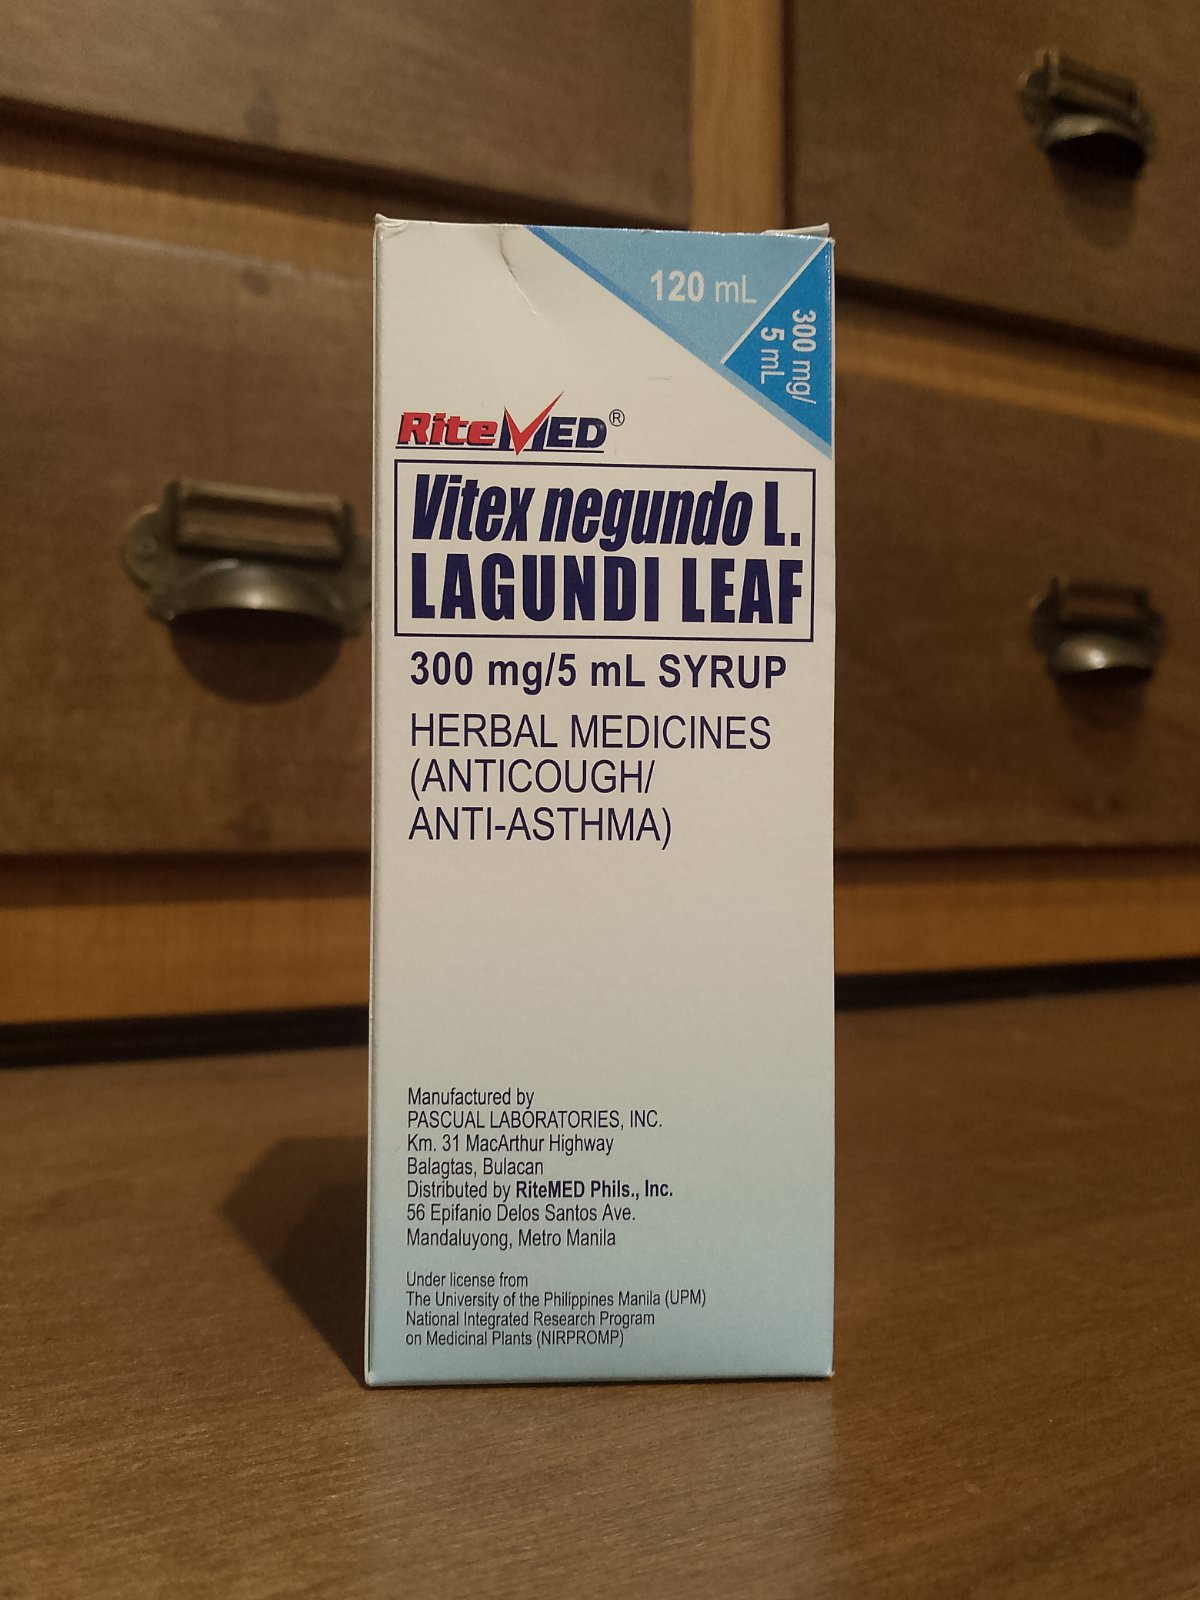 120 mL
300 mg/
5 mL
RiteMED®
Vitex negundo L.
LAGUNDI LEAF
300 mg/5 mL SYRUP
HERBAL MEDICINES
(ANTICOUGH/
ANTI-ASTHMA)
Manufactured by
PASCUAL LABORATORIES, INC.
Km. 31 MacArthur Highway
Balagtas, Bulacan
Distributed by RiteMED Phils., Inc.
56 Epifanio Delos Santos Ave.
Mandaluyong, Metro Manila
Under license from
The University of the Philippines Manila (UPM)
National Integrated Research Program
on Medicinal Plants (NIRPROMP)